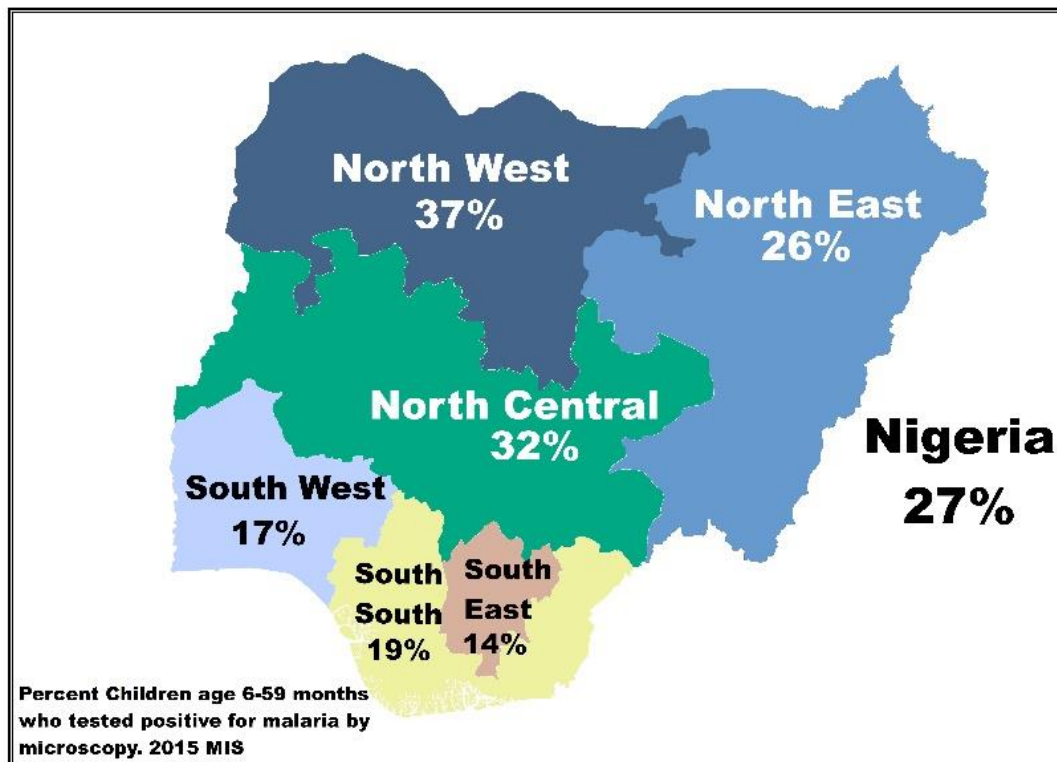 North West
37%
North East
26%
North Central
32%
Nigeria
27%
South West
17%
South
South
19%
South
East
14%
Percent Children age 6-59 months
who tested positive for malaria by
microscopy. 2015 MIS